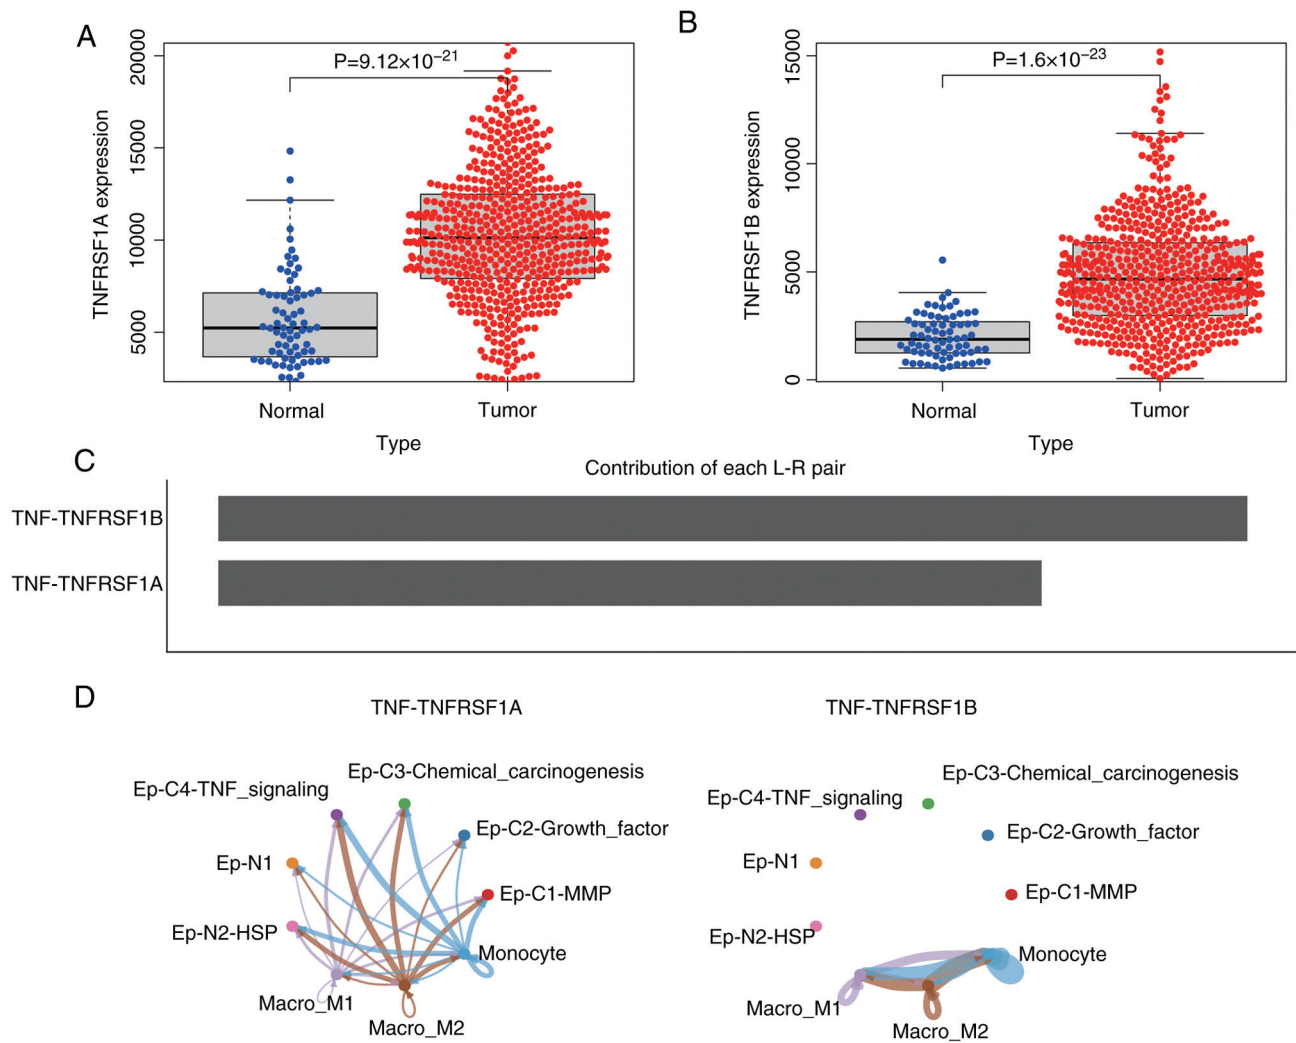 A
TNFRSF1A expression
20000
15000
10000
5000
P=9.12×10−21
Normal
Tumor
Type
B
TNFRSF1B expression
15000
10000
5000
0
P=1.6×10−23
Normal
Tumor
Type
C
Contribution of each L-R pair
TNF-TNFRSF1B
TNF-TNFRSF1A
D
TNF-TNFRSF1A
Ep-C3-Chemical_carcinogenesis
Ep-C4-TNF_signaling
Ep-C2-Growth_factor
Ep-N1
Ep-C1-MMP
Ep-N2-HSP
Monocyte
Macro_M1
Macro_M2
TNF-TNFRSF1B
Ep-C3-Chemical_carcinogenesis
Ep-C4-TNF_signaling
Ep-C2-Growth_factor
Ep-N1
Ep-C1-MMP
Ep-N2-HSP
Monocyte
Macro_M1
Macro_M2